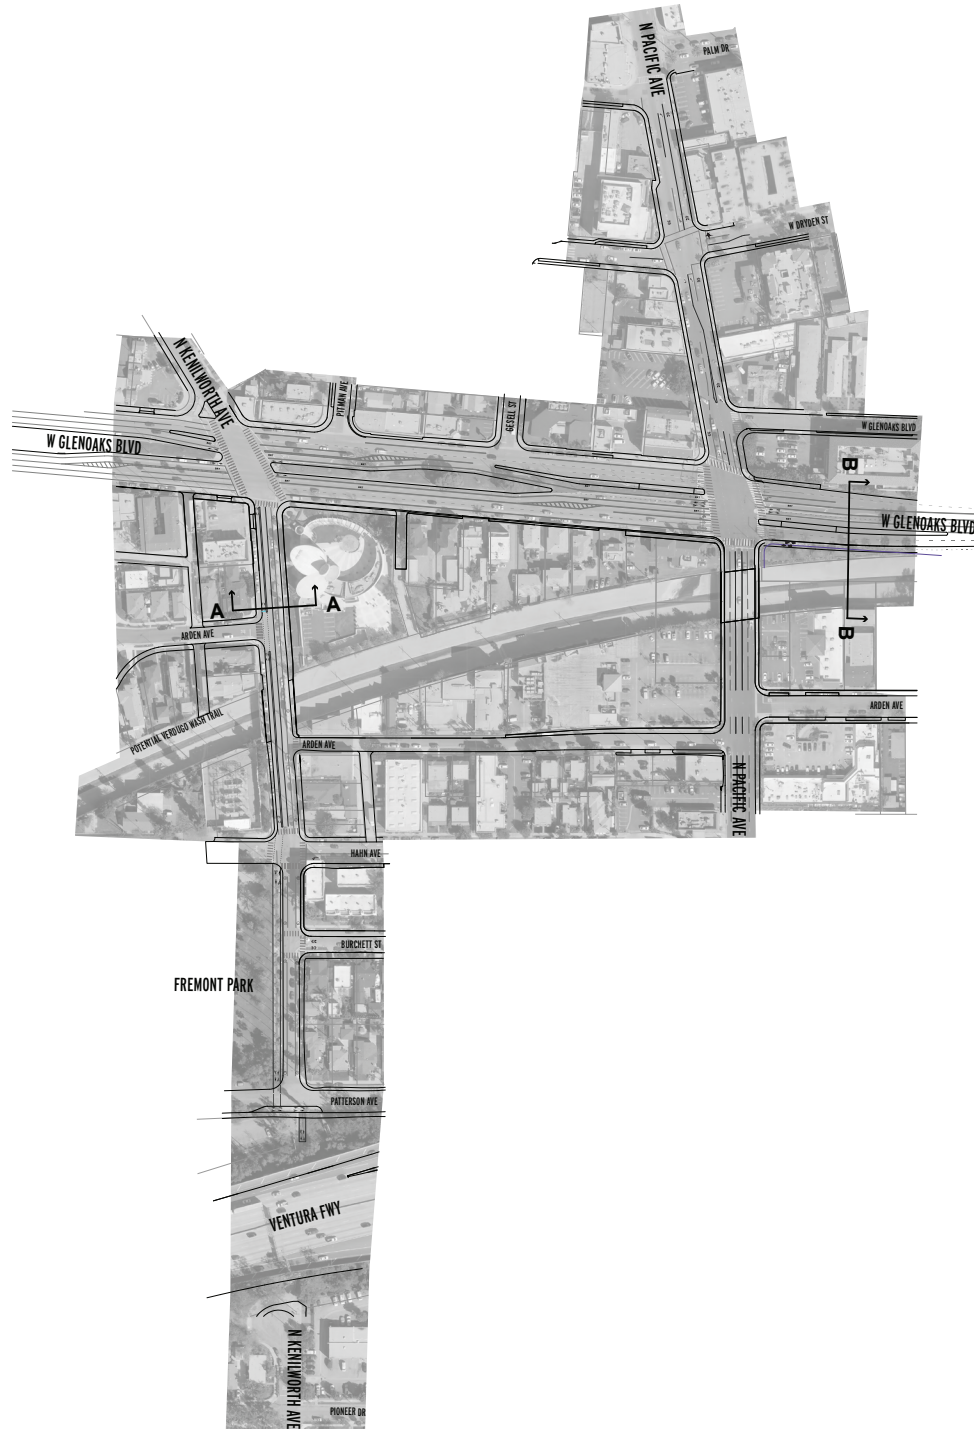 N PACIFIC AVE
PALM DR
W DRYDEN ST
N KENILWORTH AVE
PITMAN AVE
GESELL ST
W GLENOAKS BLVD
W GLENOAKS BLVD
B
W GLENOAKS BLVD
A
A
B
ARDEN AVE
ARDEN AVE
POTENTIAL VERDUGO WASH TRAIL
ARDEN AVE
N PACIFIC AVE
HAHN AVE
BURCHETT ST
FREMONT PARK
PATTERSON AVE
VENTURA FWY
N KENILWORTH AVE
PIONEER DR